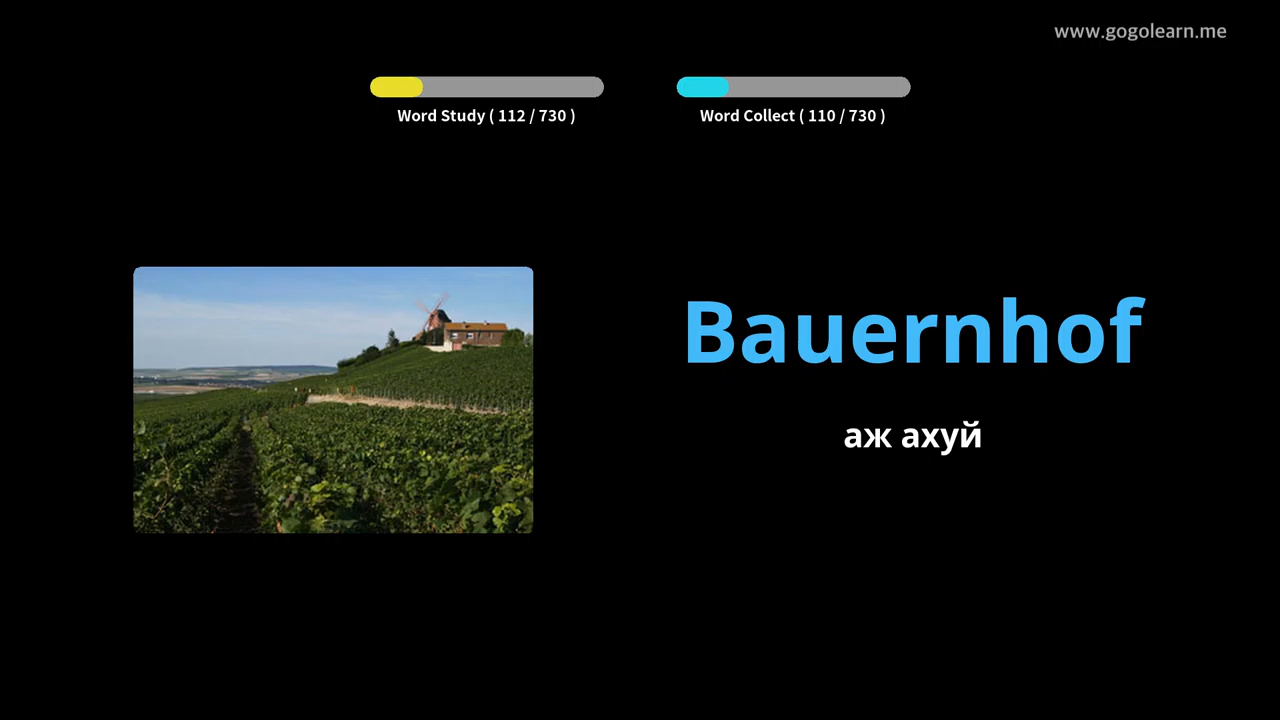 www.gogolearn.me
Word Study ( 112 / 730 )
Word Collect ( 110 / 730 )
Bauernhof
аж ахуй